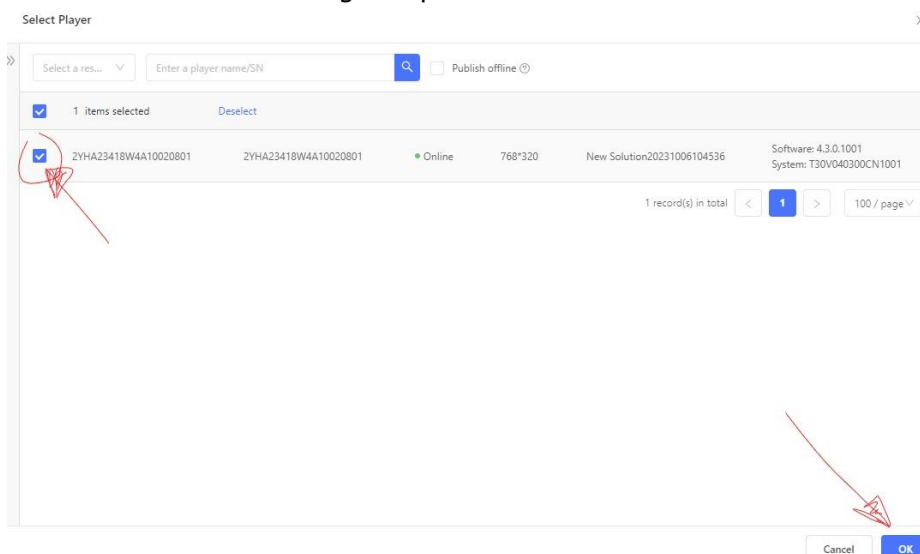 Select Player
Select a res...
Enter a player name/SN
Publish offline
1 items selected Deselect
2YHA23418W4A10020801 2YHA23418W4A10020801 Online 768*320 New Solution20231006104536 Software: 4.3.0.1001
System: T30V040300CN1001
1 record(s) in total < 1 > 100 / page
Cancel OK